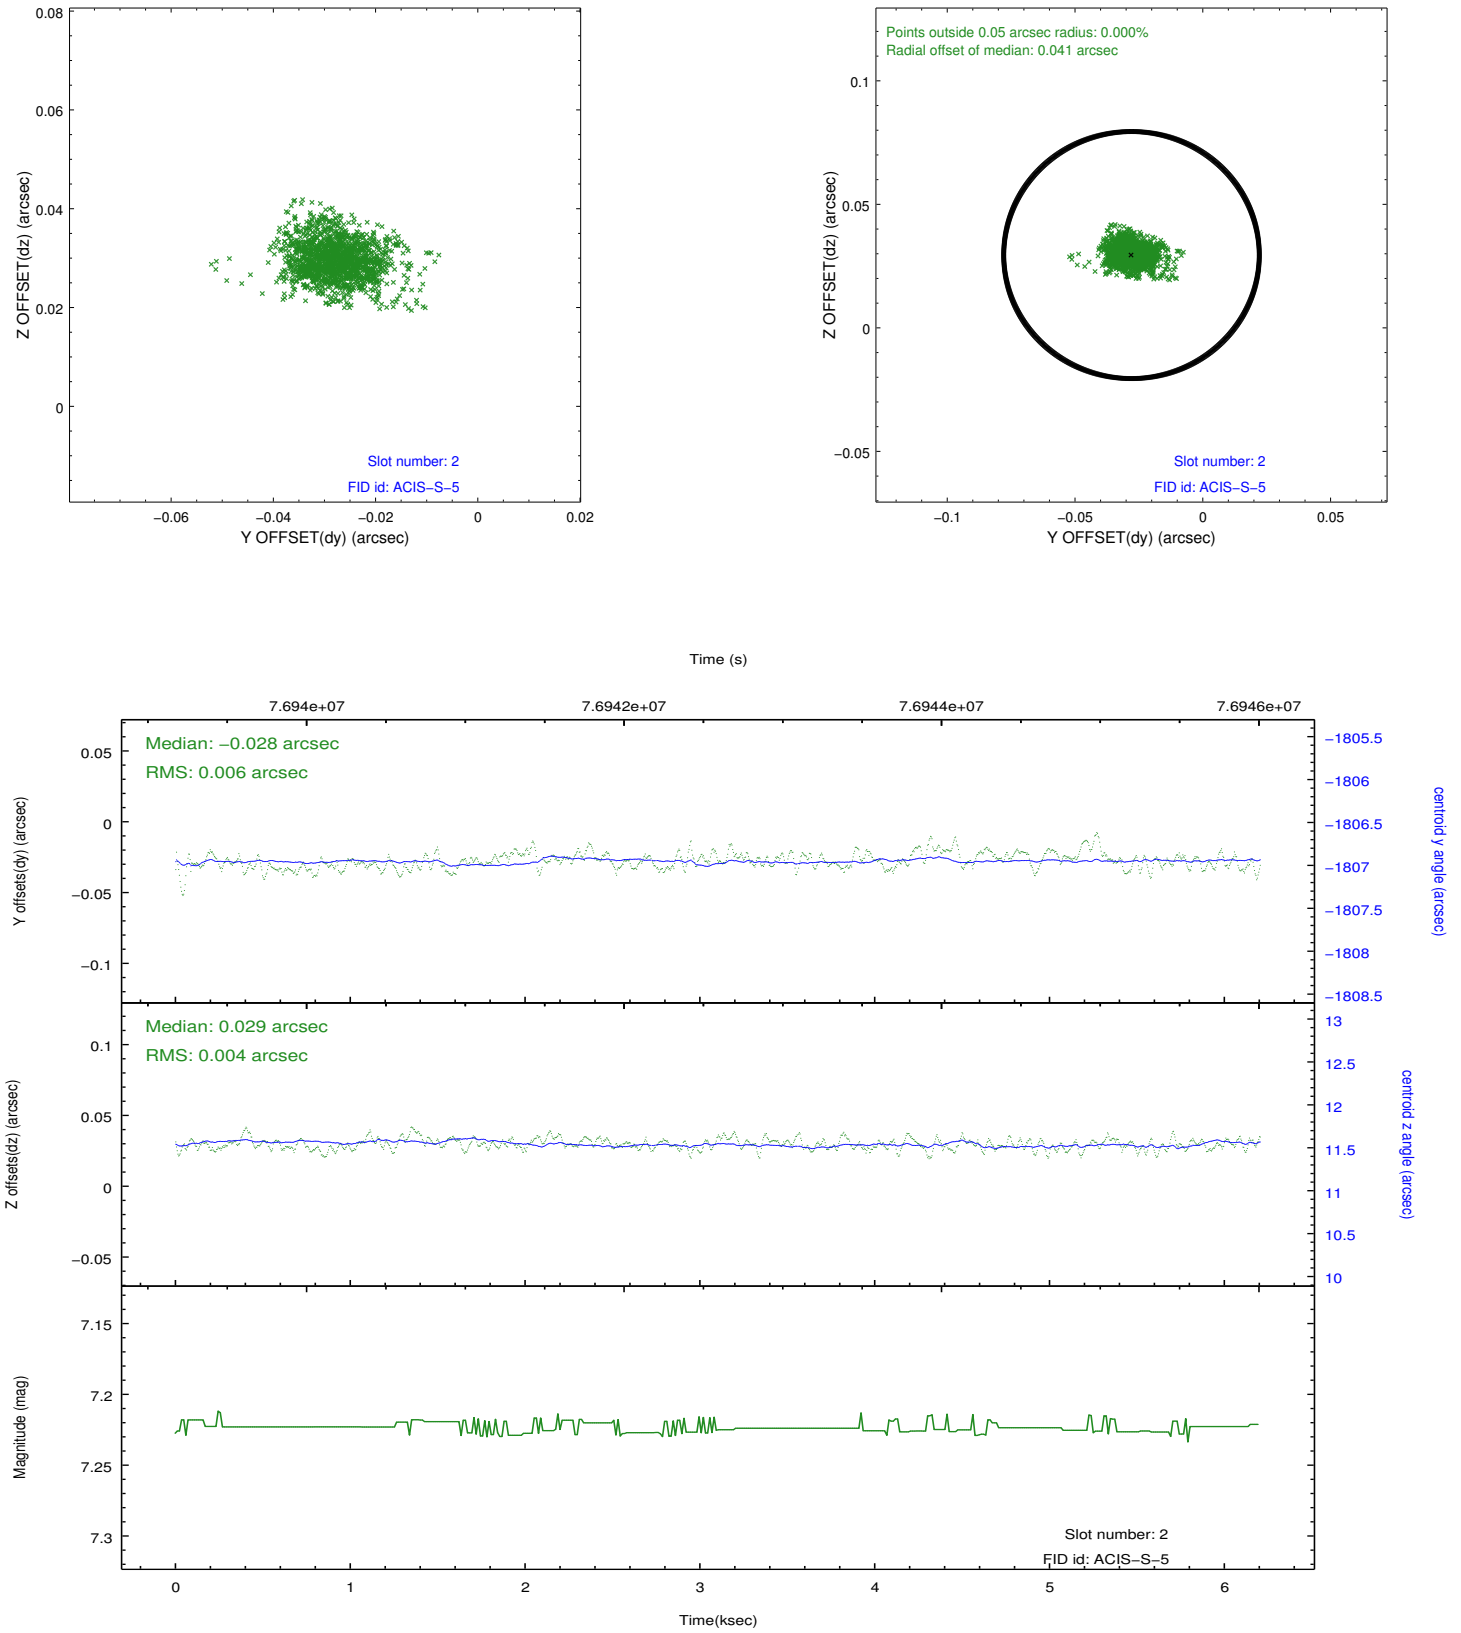 0.08
0.06
0.04
0.02
0
Z OFFSET(dz) (arcsec)
Slot number: 2
FID id: ACIS−S−5
−0.06 −0.04 −0.02 0 0.02
Y OFFSET(dy) (arcsec)
Points outside 0.05 arcsec radius: 0.000%
Radial offset of median: 0.041 arcsec
0.1
0.05
0
−0.05
Z OFFSET(dz) (arcsec)
Slot number: 2
FID id: ACIS−S−5
−0.1 −0.05 0 0.05
Y OFFSET(dy) (arcsec)
Time (s)
7.694e+07 7.6942e+07 7.6944e+07 7.6946e+07
Median: −0.028 arcsec
RMS: 0.006 arcsec
0.05
0
−0.05
−0.1
Y offsets(dy) (arcsec)
−1805.5
−1806
−1806.5
−1807
−1807.5
−1808
−1808.5
centroid y angle (arcsec)
Median: 0.029 arcsec
RMS: 0.004 arcsec
0.1
0.05
0
−0.05
Z offsets(dz) (arcsec)
13
12.5
12
11.5
11
10.5
10
centroid z angle (arcsec)
7.15
7.2
7.25
7.3
Magnitude (mag)
Slot number: 2
FID id: ACIS−S−5
0 1 2 3 4 5 6
Time(ksec)